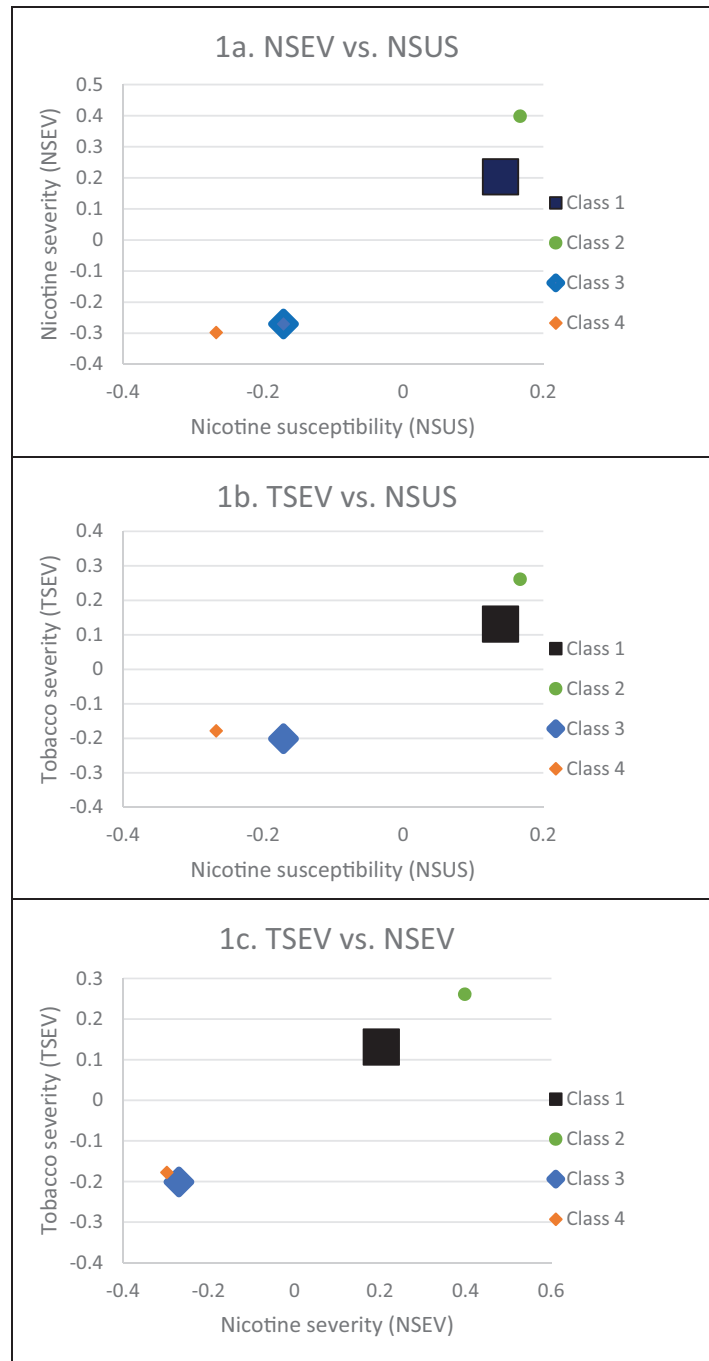 1a. NSEV vs. NSUS
Nicotine severity (NSEV)
0.5
0.4
0.3
0.2
0.1
0
-0.1
-0.2
-0.3
-0.4
-0.4
-0.2
0
0.2
Nicotine susceptibility (NSUS)
Class 1
Class 2
Class 3
Class 4
1b. TSEV vs. NSUS
Tobacco severity (TSEV)
0.4
0.3
0.2
0.1
0
-0.1
-0.2
-0.3
-0.4
-0.4
-0.2
0
0.2
Nicotine susceptibility (NSUS)
Class 1
Class 2
Class 3
Class 4
1c. TSEV vs. NSEV
Tobacco severity (TSEV)
0.3
0.2
0.1
0
-0.1
-0.2
-0.3
-0.4
-0.4
-0.2
0
0.2
0.4
0.6
Nicotine severity (NSEV)
Class 1
Class 2
Class 3
Class 4